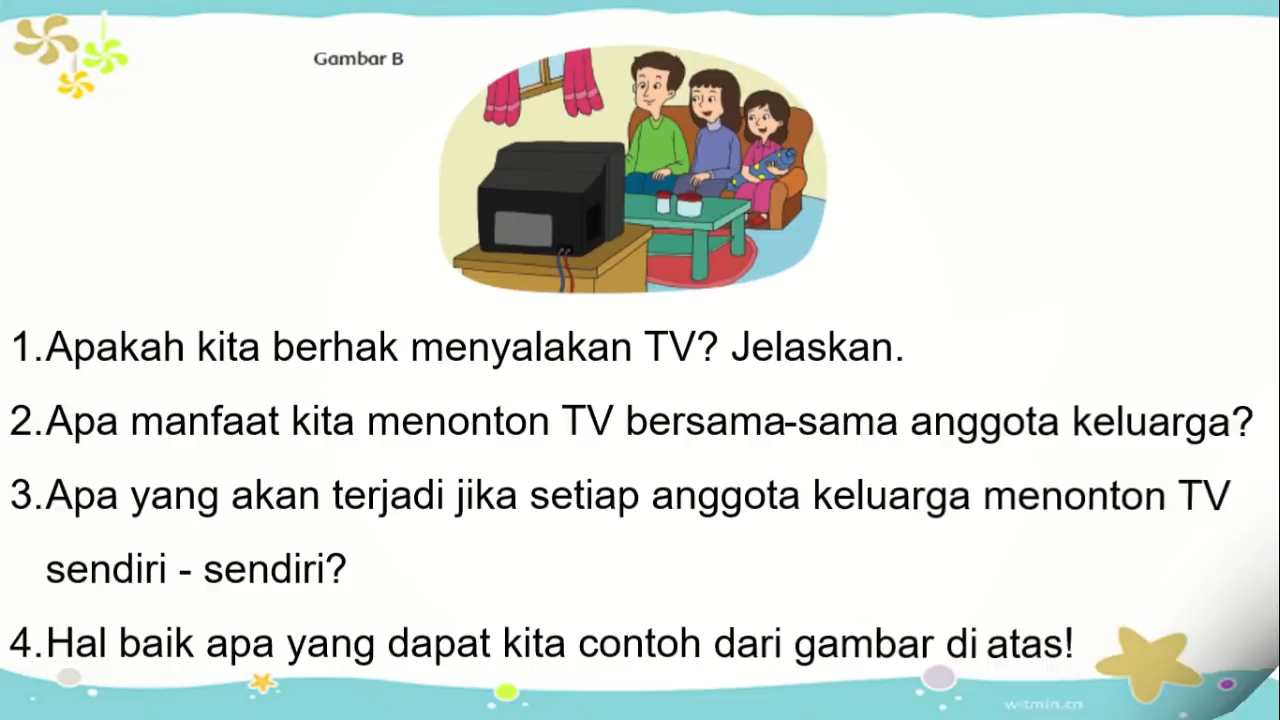 Gambar B
1.Apakah kita berhak menyalakan TV? Jelaskan.
2.Apa manfaat kita menonton TV bersama-sama anggota keluarga?
3.Apa yang akan terjadi jika setiap anggota keluarga menonton TV
sendiri - sendiri?
4.Hal baik apa yang dapat kita contoh dari gambar di atas!
witmin.cn